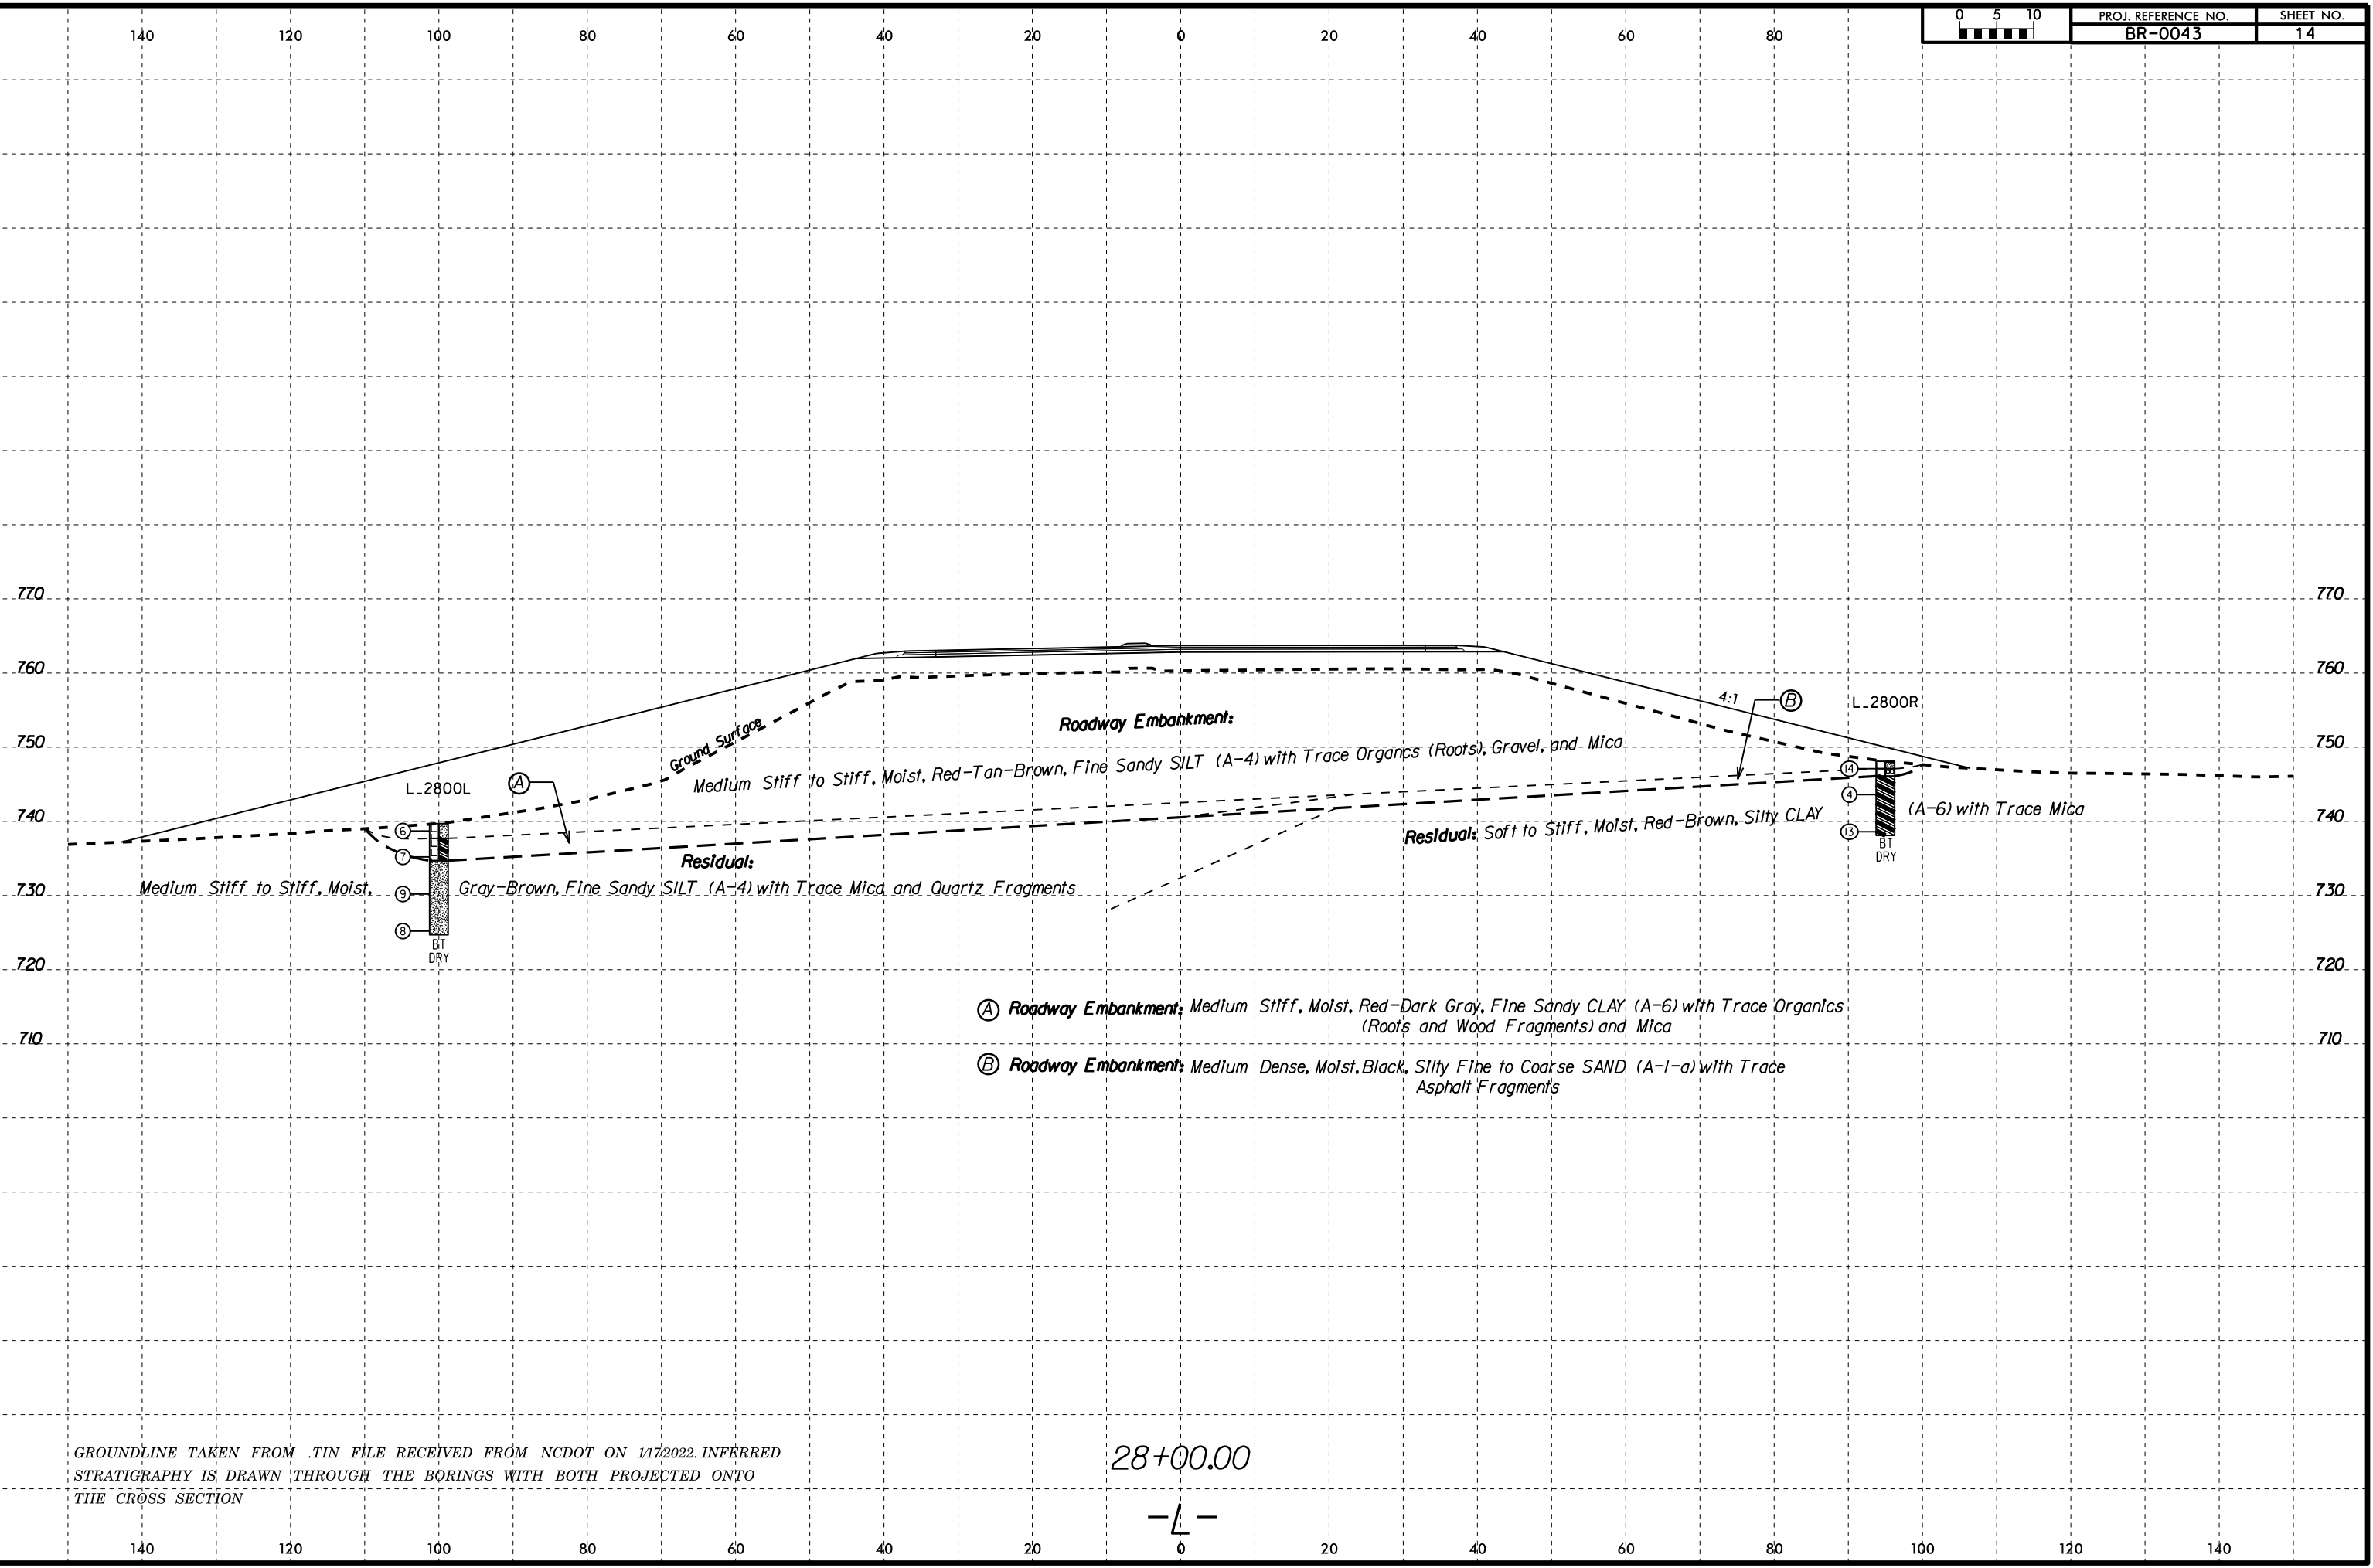 0 5 10
PROJ. REFERENCE NO.
SHEET NO.
BR-0043
14
140 120 100 80 60 40 20 0 20 40 60 80
770 770
760 760
4:1
B
L_2800R
Roadway Embankment:
Ground Surface
750 750
Medium Stiff to Stiff, Moist, Red-Tan-Brown, Fine Sandy SILT (A-4) with Trace Organcs (Roots), Gravel, and Mica
14
A
L_2800L
4
(A-6) with Trace Mica
740 740
6
Residual: Soft to Stiff, Moist, Red-Brown, Silty CLAY
13
BT
DRY
7
Residual:
730 730
Medium Stiff to Stiff, Moist, Gray-Brown, Fine Sandy SILT (A-4) with Trace Mica and Quartz Fragments
9
8
BT
DRY
720 720
A Roadway Embankment: Medium Stiff, Moist, Red-Dark Gray, Fine Sandy CLAY (A-6) with Trace Organics
(Roots and Wood Fragments) and Mica
710 710
B Roadway Embankment: Medium Dense, Moist, Black, Silty Fine to Coarse SAND (A-1-a) with Trace
Asphalt Fragments
GROUNDLINE TAKEN FROM .TIN FILE RECEIVED FROM NCDOT ON 1/17/2022. INFERRED
STRATIGRAPHY IS DRAWN THROUGH THE BORINGS WITH BOTH PROJECTED ONTO
THE CROSS SECTION
28+00.00
-L-
140 120 100 80 60 40 20 0 20 40 60 80 100 120 140